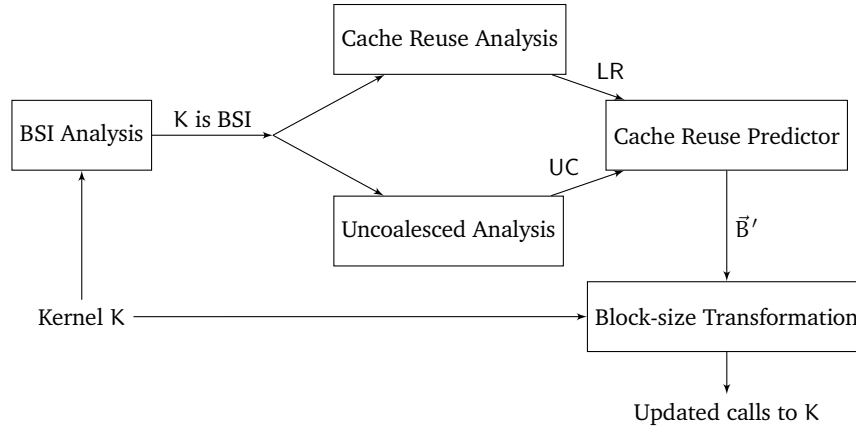 Cache Reuse Analysis
LR
K is BSI
BSI Analysis
Cache Reuse Predictor
UC
Uncoalesced Analysis
B⃗′
Kernel K
Block-size Transformation
Updated calls to K